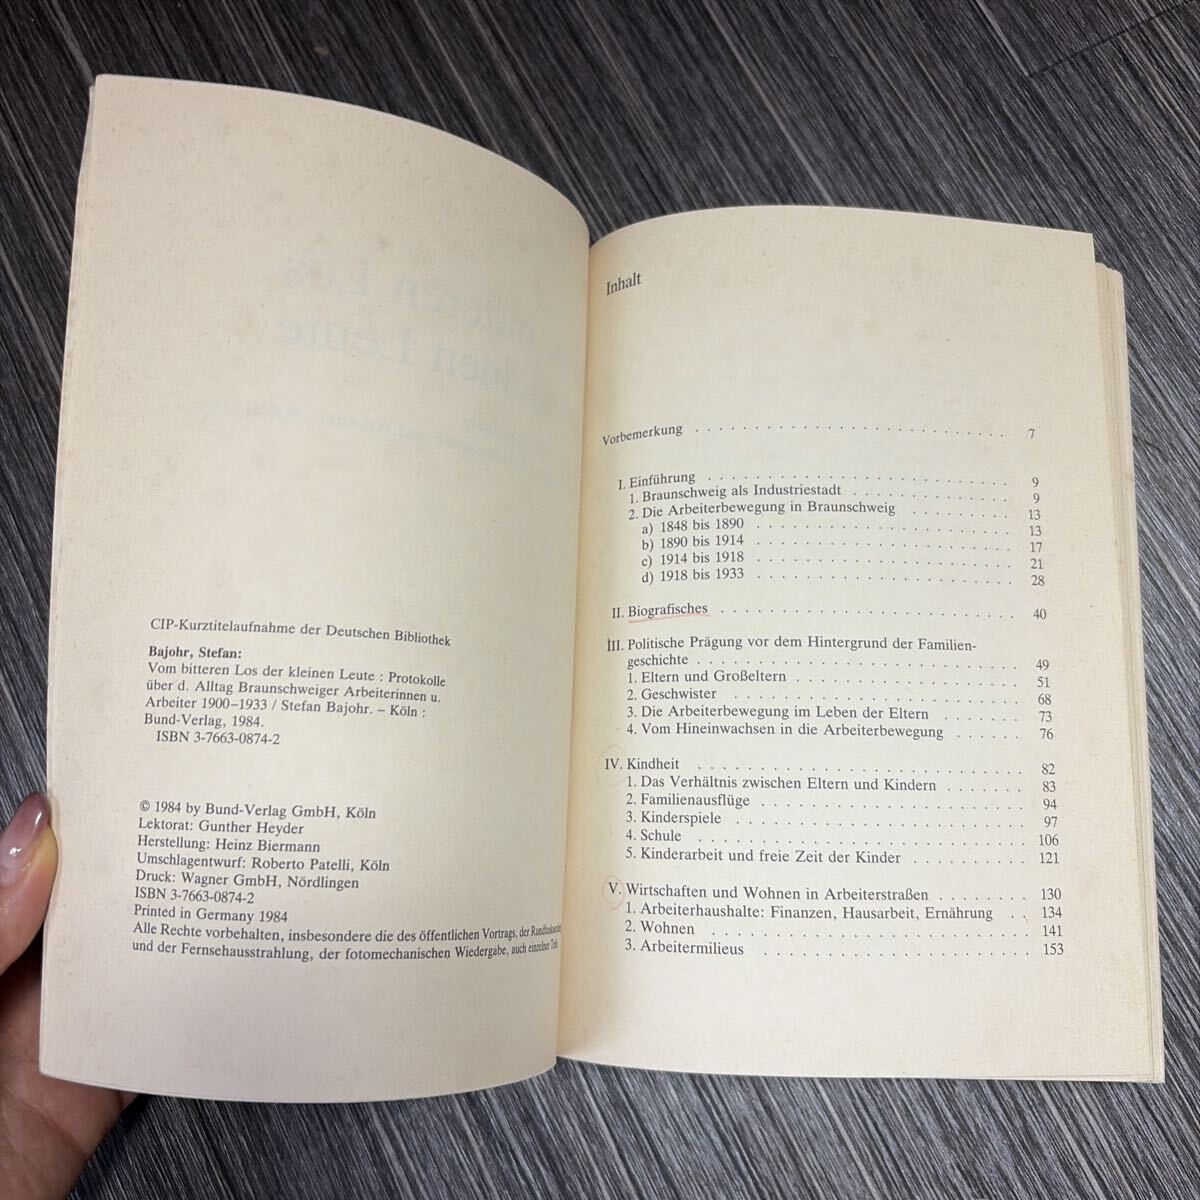 CIP-Kurztitelaufnahme der Deutschen Bibliothek
Bajohr, Stefan:
Vom bitteren Los der kleinen Leute : Protokolle
über d. Alltag Braunschweiger Arbeiterinnen u.
Arbeiter 1900–1933 / Stefan Bajohr. – Köln :
Bund-Verlag, 1984.
ISBN 3-7663-0874-2
© 1984 by Bund-Verlag GmbH, Köln
Lektorat: Gunther Heyder
Herstellung: Heinz Biermann
Umschlagentwurf: Roberto Patelli, Köln
Druck: Wagner GmbH, Nördlingen
ISBN 3-7663-0874-2
Printed in Germany 1984
Alle Rechte vorbehalten, insbesondere die des öffentlichen Vortrags, der
und der Fernsehausstrahlung, der fotomechanischen Wiedergabe, auch einzelner
Inhalt
Vorbemerkung . . . . . . . . . . . . . . . . . . . . 7
I. Einführung . . . . . . . . . . . . . . . . . . . . 9
1. Braunschweig als Industriestadt . . . . . . . . . . 9
2. Die Arbeiterbewegung in Braunschweig . . . . . . . 13
a) 1848 bis 1890 . . . . . . . . . . . . . . . . 13
b) 1890 bis 1914 . . . . . . . . . . . . . . . . 17
c) 1914 bis 1918 . . . . . . . . . . . . . . . . 21
d) 1918 bis 1933 . . . . . . . . . . . . . . . . 28
II. Biografisches . . . . . . . . . . . . . . . . . . 40
III. Politische Prägung vor dem Hintergrund der Familien-
geschichte . . . . . . . . . . . . . . . . . . . . 49
1. Eltern und Großeltern . . . . . . . . . . . . . . 51
2. Geschwister . . . . . . . . . . . . . . . . . . . 68
3. Die Arbeiterbewegung im Leben der Eltern . . . . . . 73
4. Vom Hineinwachsen in die Arbeiterbewegung . . . . . . 76
IV. Kindheit . . . . . . . . . . . . . . . . . . . . 82
1. Das Verhältnis zwischen Eltern und Kindern . . . . . . 83
2. Familienausflüge . . . . . . . . . . . . . . . . . 94
3. Kinderspiele . . . . . . . . . . . . . . . . . . . 97
4. Schule . . . . . . . . . . . . . . . . . . . . . 106
5. Kinderarbeit und freie Zeit der Kinder . . . . . . . . 121
V. Wirtschaften und Wohnen in Arbeiterstraßen . . . . . . 130
1. Arbeiterhaushalte: Finanzen, Hausarbeit, Ernährung . . 134
2. Wohnen . . . . . . . . . . . . . . . . . . . . . 141
3. Arbeitermilieus . . . . . . . . . . . . . . . . . 153